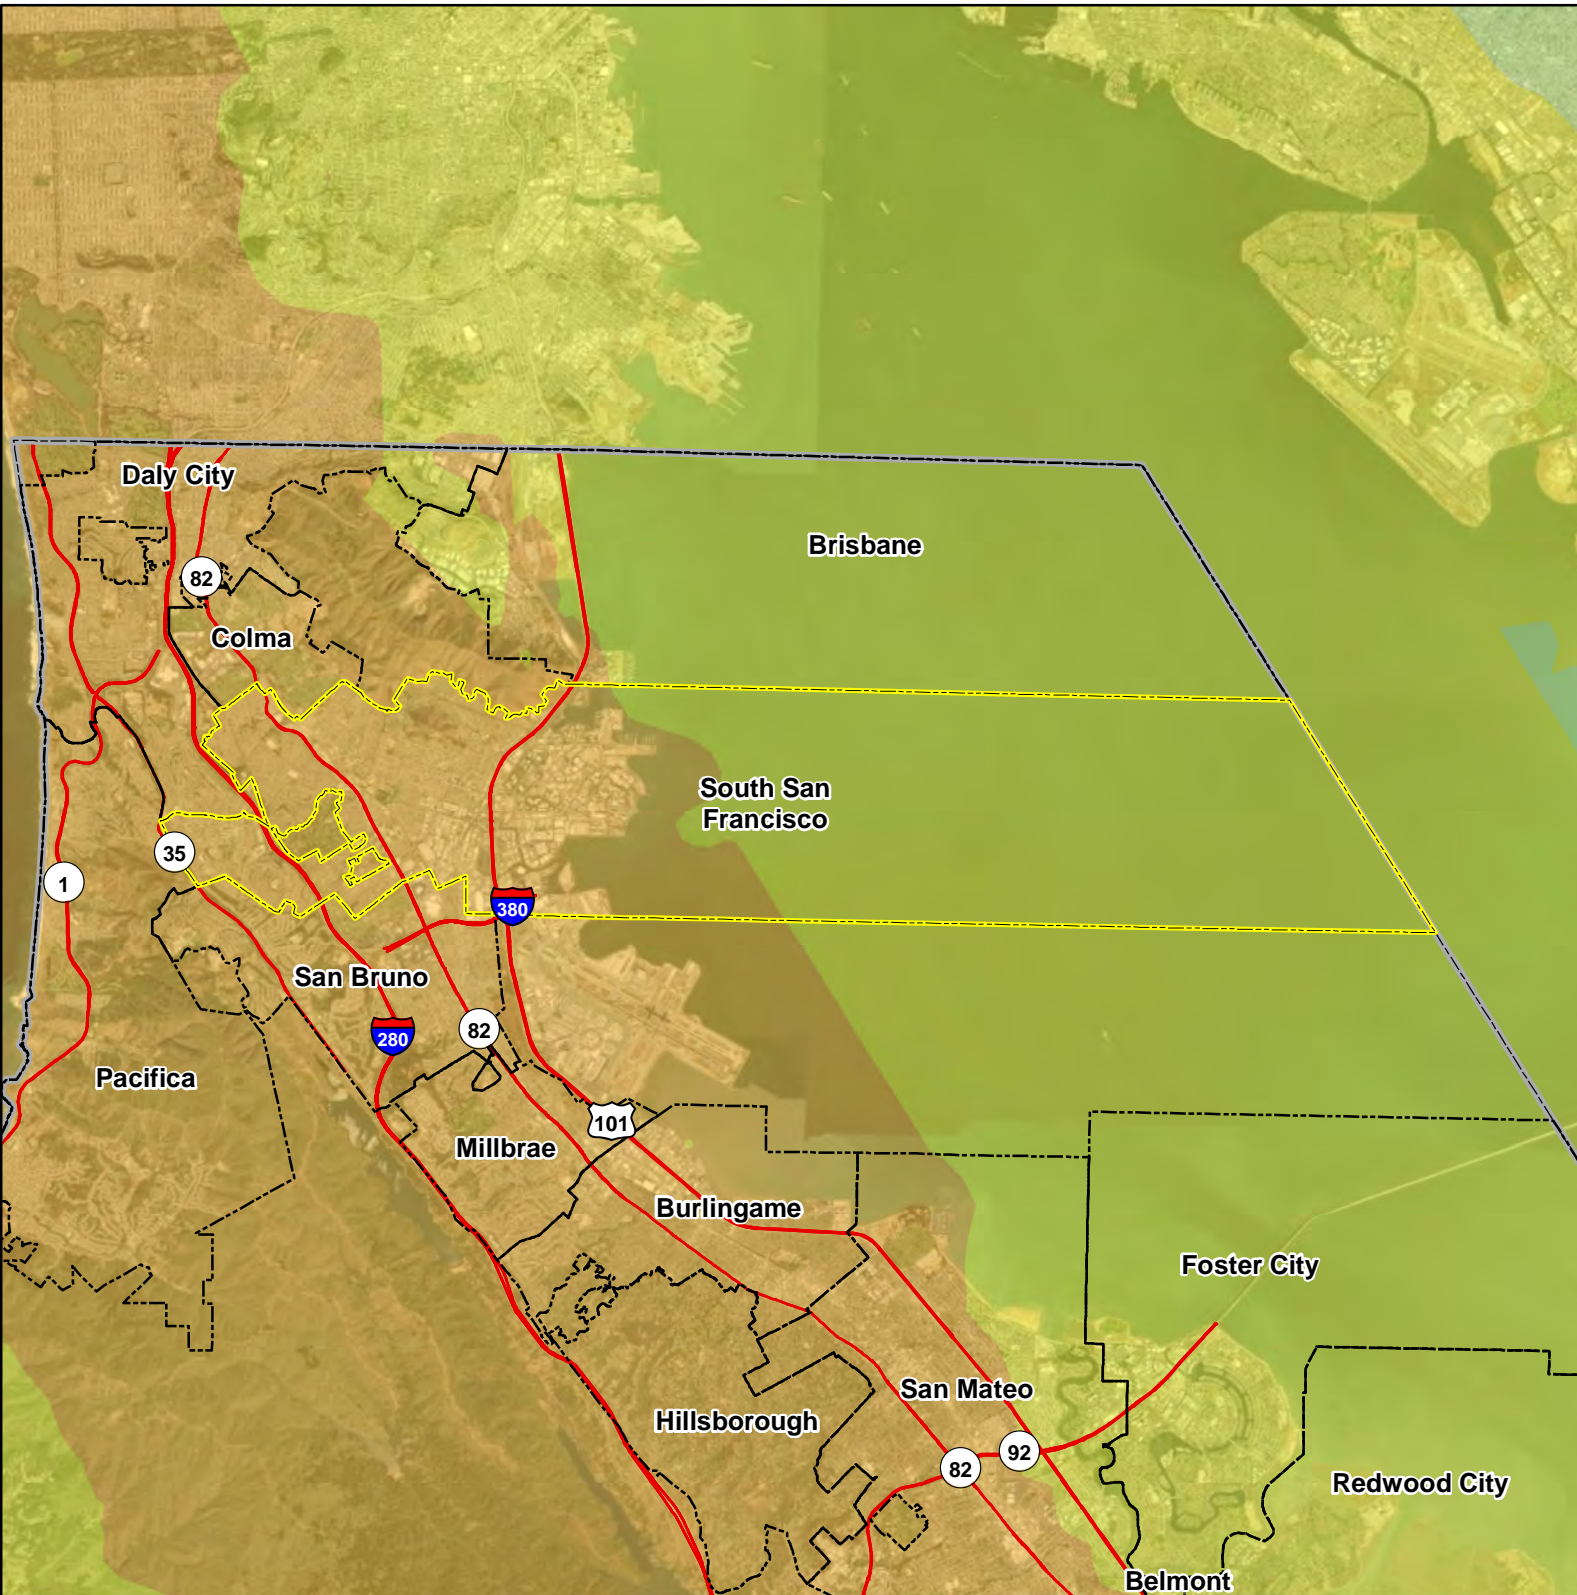 Daly City
Brisbane
82
Colma
South San
Francisco
35
1
380
San Bruno
82
280
Pacifica
101
Millbrae
Burlingame
Foster City
San Mateo
Hillsborough
92
82
Redwood City
Belmont